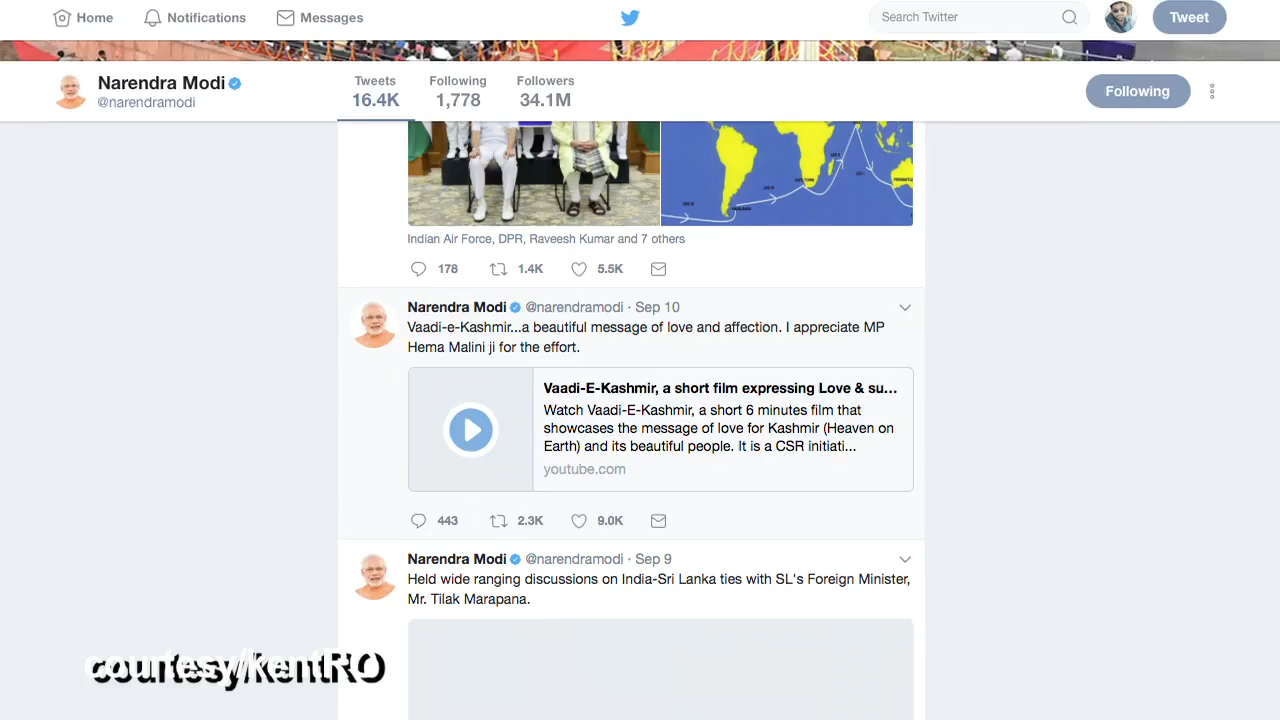 Home
Notifications
Messages
Search Twitter
Tweet
Narendra Modi
@narendramodi
Tweets
16.4K
Following
1,778
Followers
34.1M
Following
Indian Air Force, DPR, Raveesh Kumar and 7 others
178
1.4K
5.5K
Narendra Modi @narendramodi · Sep 10
Vaadi-e-Kashmir...a beautiful message of love and affection. I appreciate MP
Hema Malini ji for the effort.
Vaadi-E-Kashmir, a short film expressing Love & su...
Watch Vaadi-E-Kashmir, a short 6 minutes film that
showcases the message of love for Kashmir (Heaven on
Earth) and its beautiful people. It is a CSR initiati...
youtube.com
443
2.3K
9.0K
Narendra Modi @narendramodi · Sep 9
Held wide ranging discussions on India-Sri Lanka ties with SL's Foreign Minister,
Mr. Tilak Marapana.
courtesy/kentRO